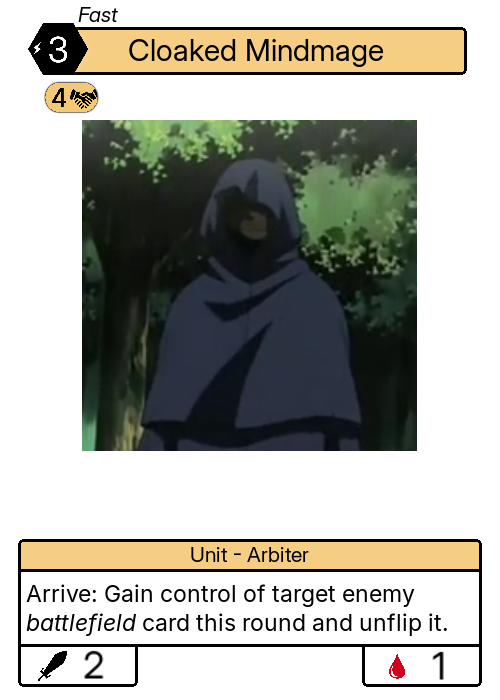 Fast
3
Cloaked Mindmage
4
Unit - Arbiter
Arrive: Gain control of target enemy
battlefield card this round and unflip it.
2
1